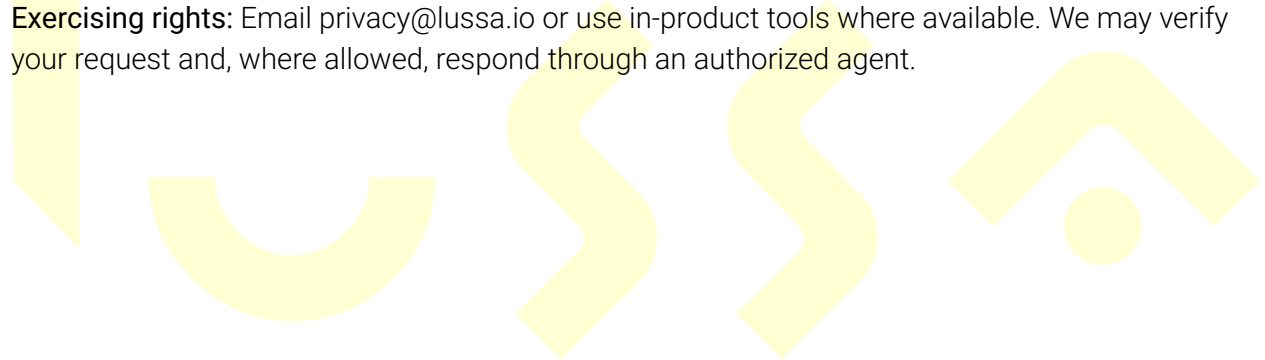 Exercising rights: Email privacy@lussa.io or use in-product tools where available. We may verify
your request and, where allowed, respond through an authorized agent.
lussa